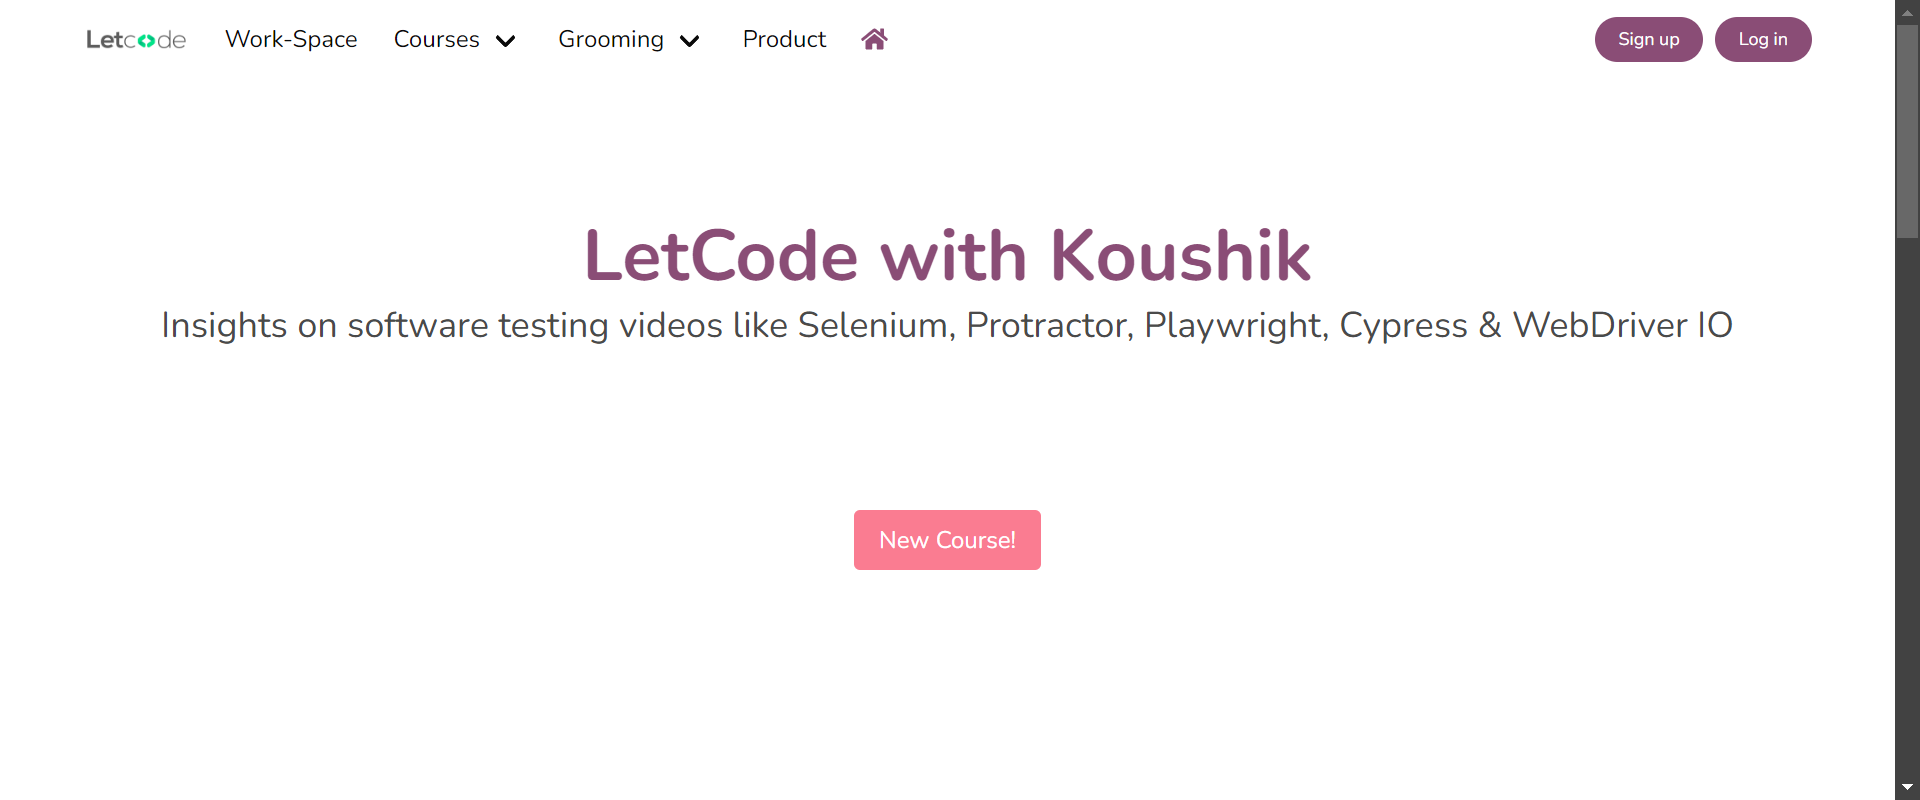 Letcode Work-Space Courses Grooming Product Sign up Log in
LetCode with Koushik
Insights on software testing videos like Selenium, Protractor, Playwright, Cypress & WebDriver IO
New Course!